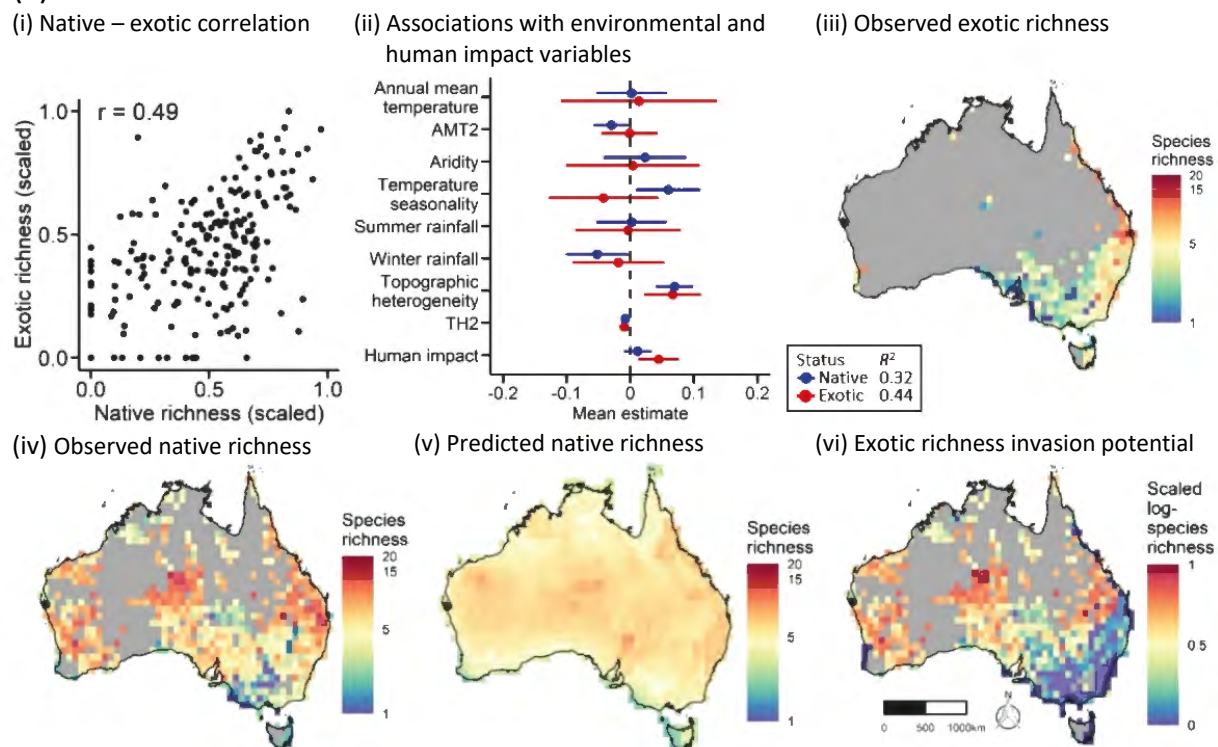 (i) Native – exotic correlation
(ii) Associations with environmental and
human impact variables
(iii) Observed exotic richness
r = 0.49
Exotic richness (scaled)
1.0
0.5
0.0
0.0
0.5
1.0
Native richness (scaled)
Annual mean
temperature
AMT2
Aridity
Temperature
seasonality
Summer rainfall
Winter rainfall
Topographic
heterogeneity
TH2
Human impact
-0.2
-0.1
0
0.1
0.2
Mean estimate
Status R²
Native 0.32
Exotic 0.44
Species
richness
20
15
5
1
(iv) Observed native richness
Species
richness
20
15
5
1
(v) Predicted native richness
Species
richness
20
15
5
1
(vi) Exotic richness invasion potential
Scaled
log-
species
richness
1
0.5
0
0 500 1000km
N